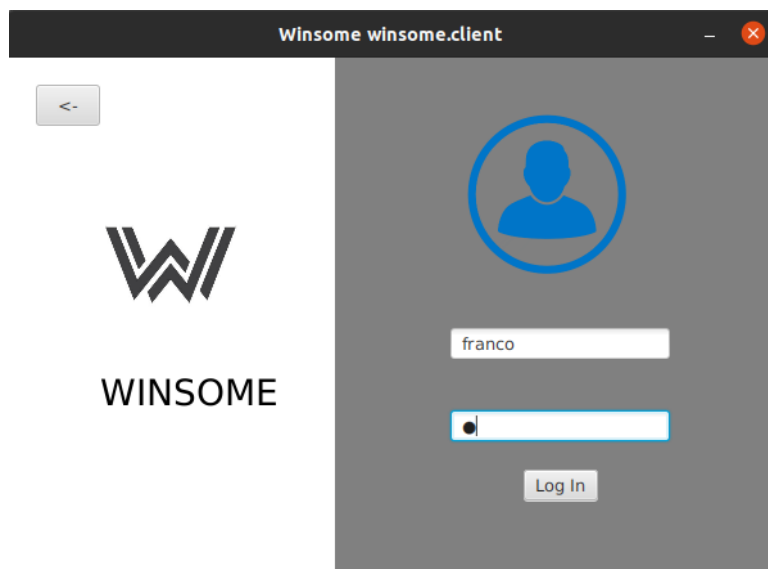 Winsome winsome.client
<-
WINSOME
franco
●
Log In